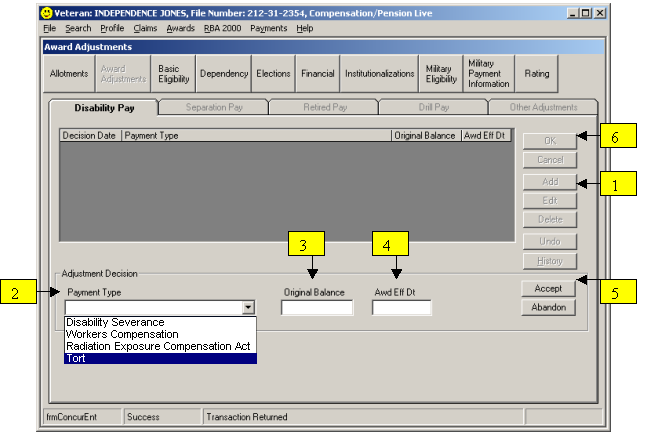 Veteran: INDEPENDENCE JONES, File Number: 212-31-2354, Compensation/Pension Live
File Search Profile Claims Awards RBA 2000 Payments Help
Award Adjustments
Allotments
Award Adjustments
Basic Eligibility
Dependency
Elections
Financial
Institutionalizations
Military Eligibility
Military Payment Information
Rating
Disability Pay Separation Pay Retired Pay Drill Pay Other Adjustments
Decision Date Payment Type Original Balance Awd Eff Dt
OK
6
Cancel
Add
1
Edit
Delete
Undo
History
3
4
Adjustment Decision
2
Payment Type Original Balance Awd Eff Dt
Accept
5
Abandon
Disability Severance
Workers Compensation
Radiation Exposure Compensation Act
Tort
frmConcurEnt Success Transaction Returned